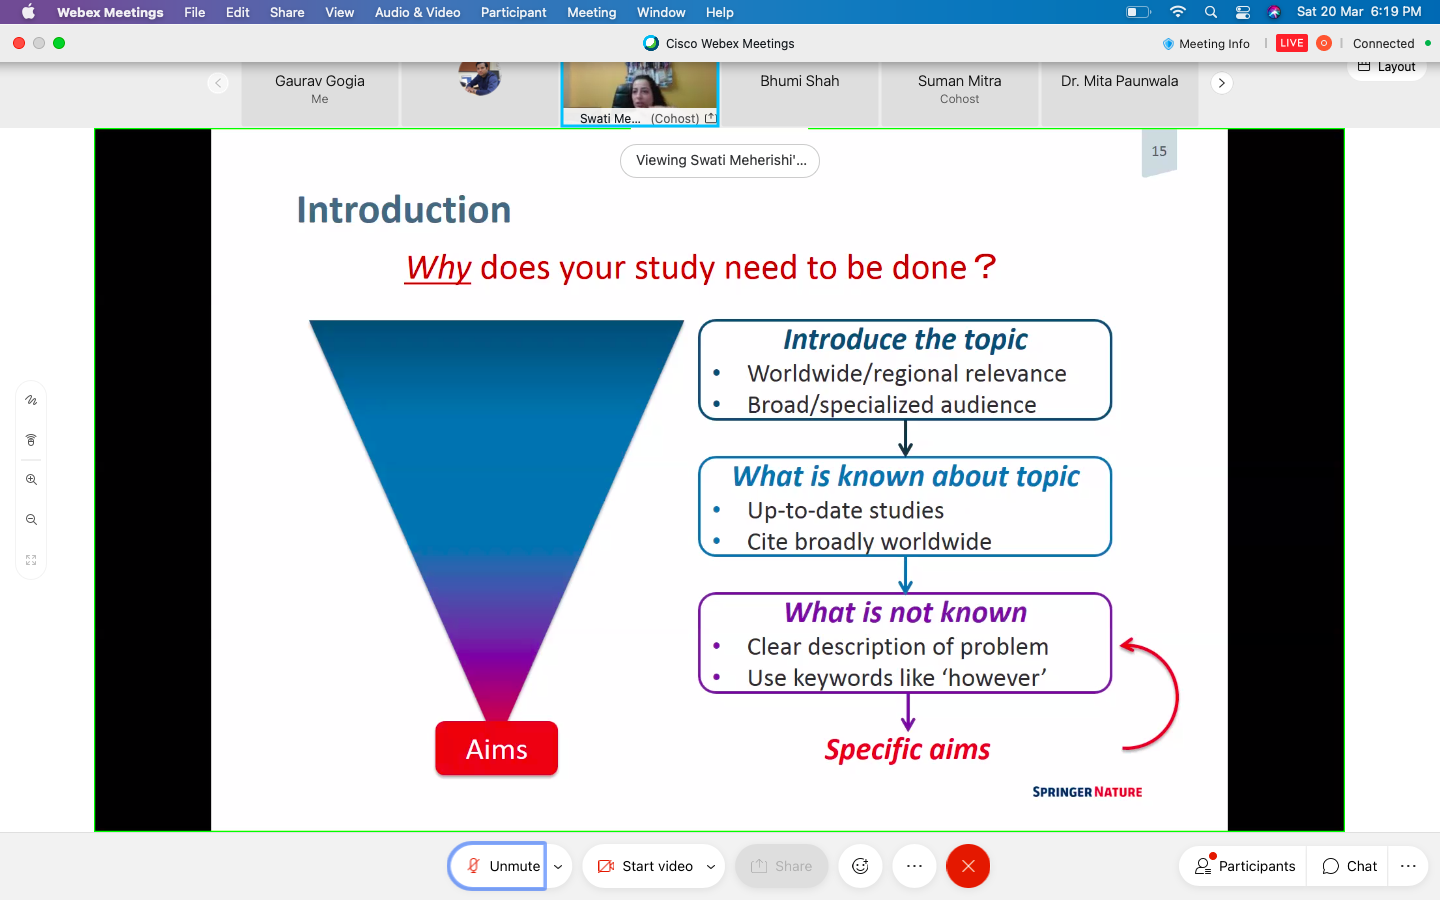 Webex Meetings File Edit Share View Audio & Video Participant Meeting Window Help Sat 20 Mar 6:19 PM
Cisco Webex Meetings
Meeting Info LIVE Connected
Layout
Gaurav Gogia
Me
Swati Me... (Cohost)
Bhumi Shah
Suman Mitra
Cohost
Dr. Mita Paunwala
Viewing Swati Meherishi'...
15
Introduction
Why does your study need to be done?
Introduce the topic
• Worldwide/regional relevance
• Broad/specialized audience
What is known about topic
• Up-to-date studies
• Cite broadly worldwide
What is not known
• Clear description of problem
• Use keywords like ‘however’
Aims
Specific aims
SPRINGER NATURE
Unmute Start video Share Participants Chat